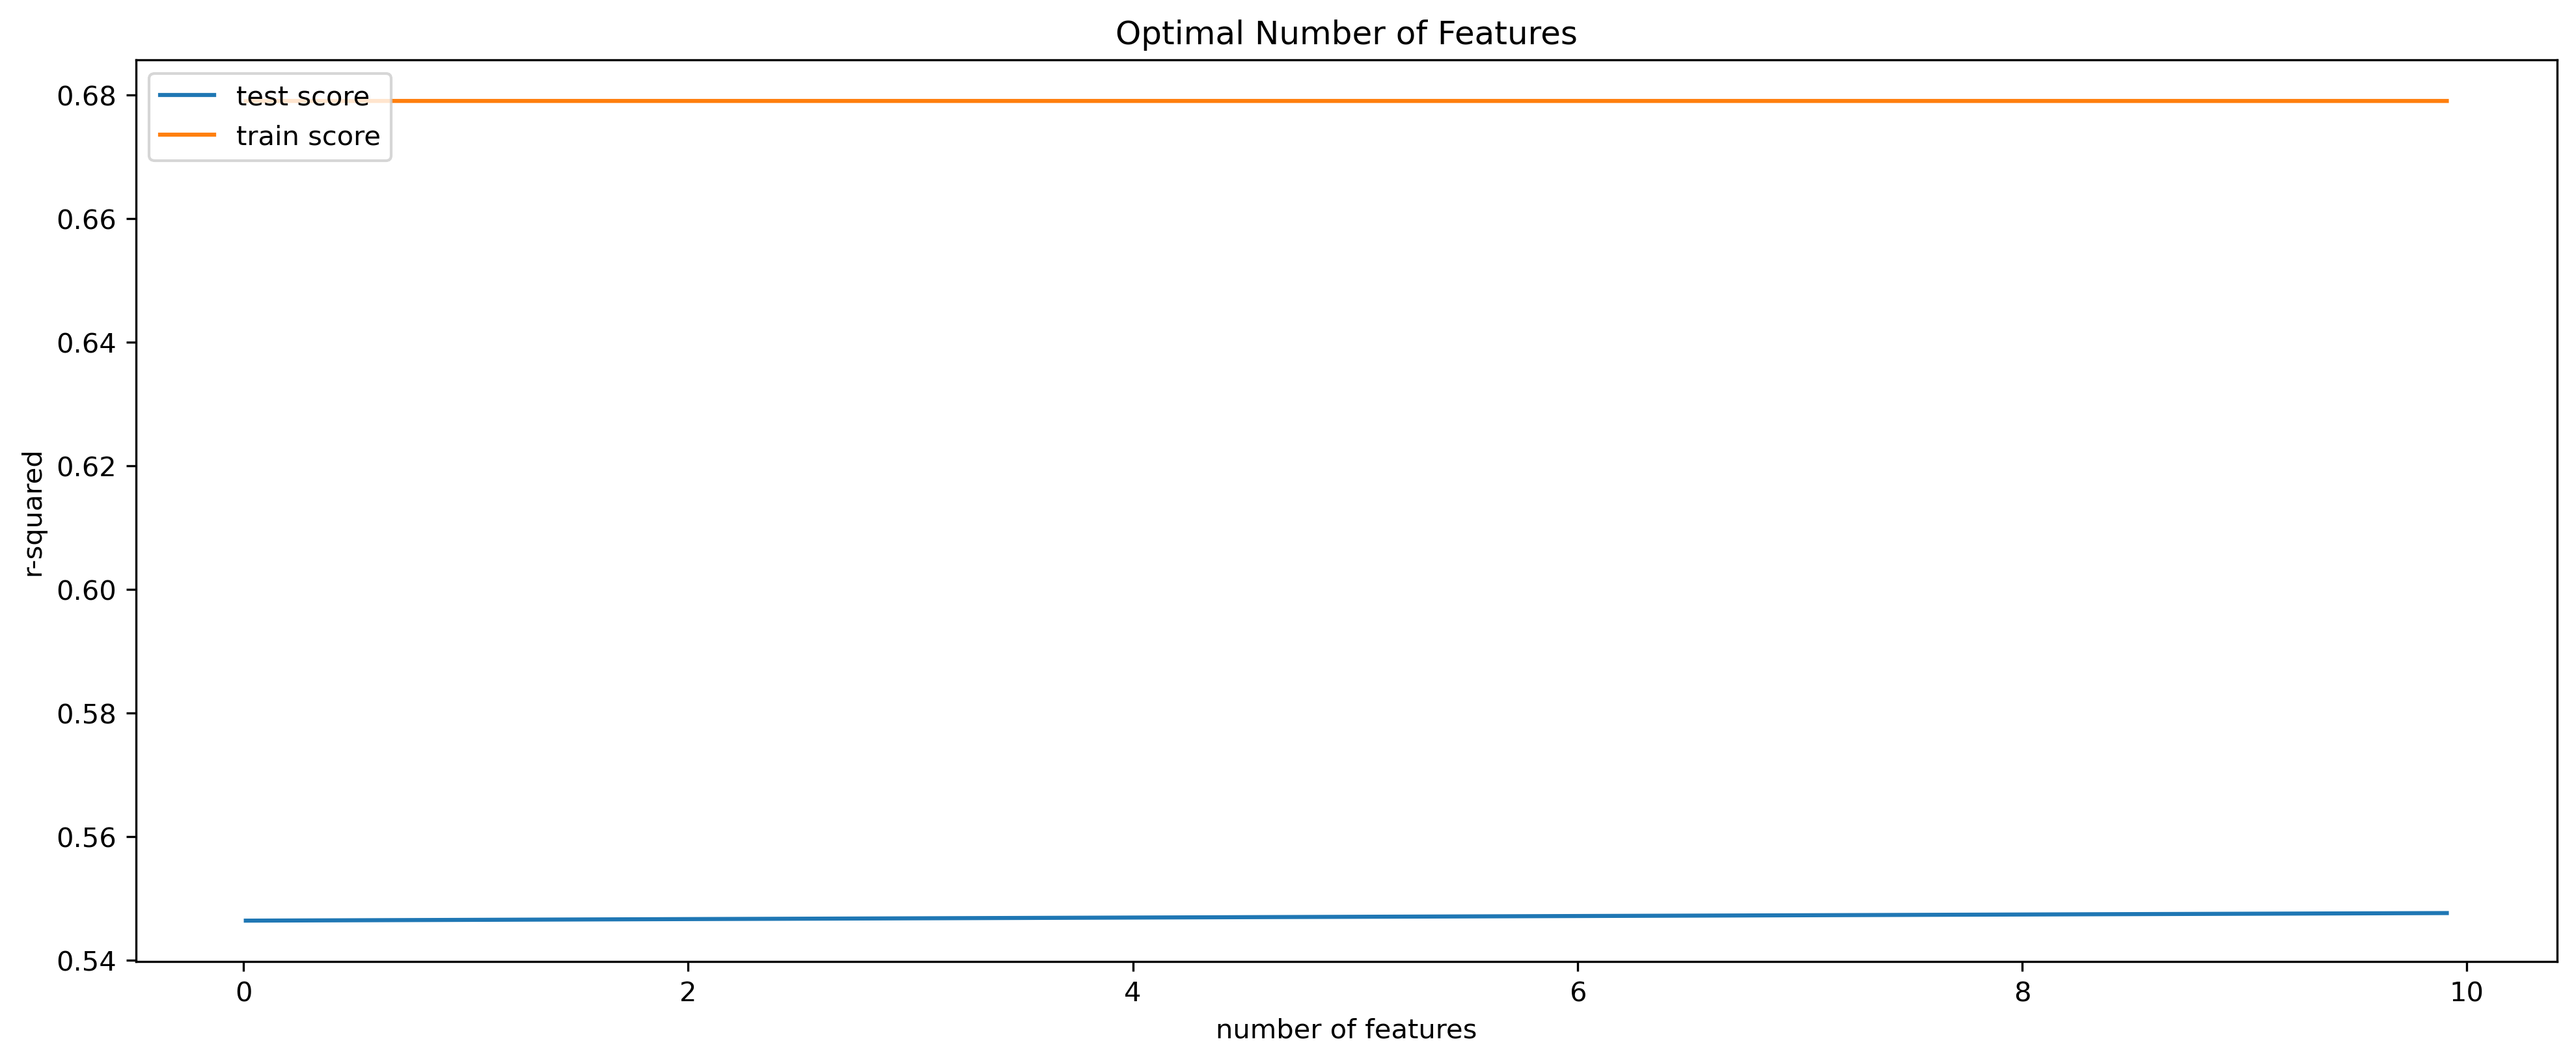 Optimal Number of Features
test score
train score
r-squared
0.68
0.66
0.64
0.62
0.60
0.58
0.56
0.54
0 2 4 6 8 10
number of features